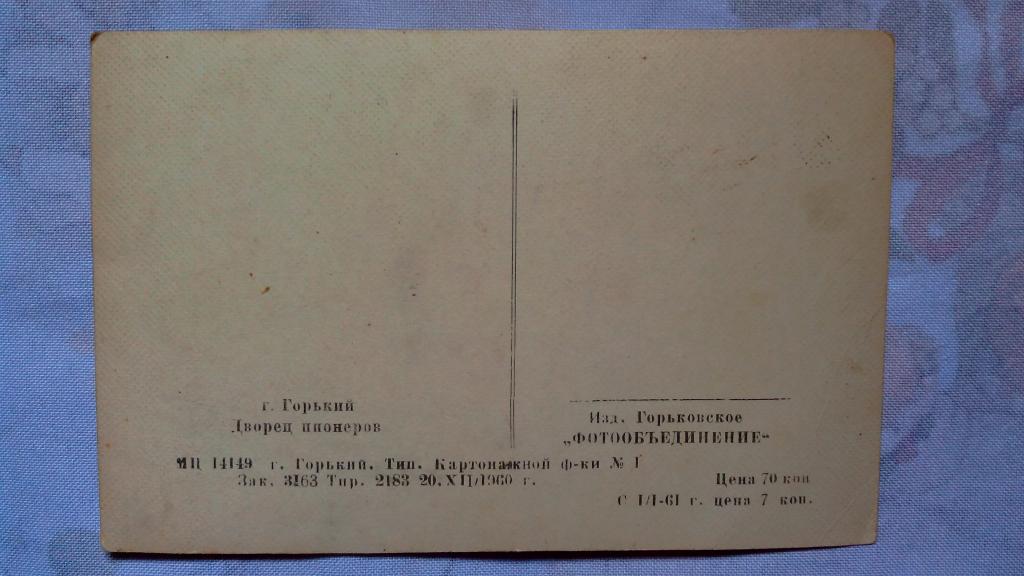 г. Горький
Дворец пионеров
Изд. Горьковское
„ФОТООБЪЕДИНЕНИЕ“
МЦ 14149 г. Горький. Тип. Картонажной ф-ки № 1
Зак. 3163 Тир. 2183 20.XII/1960 г.
Цена 70 коп
С I/I-61 г. цена 7 коп.